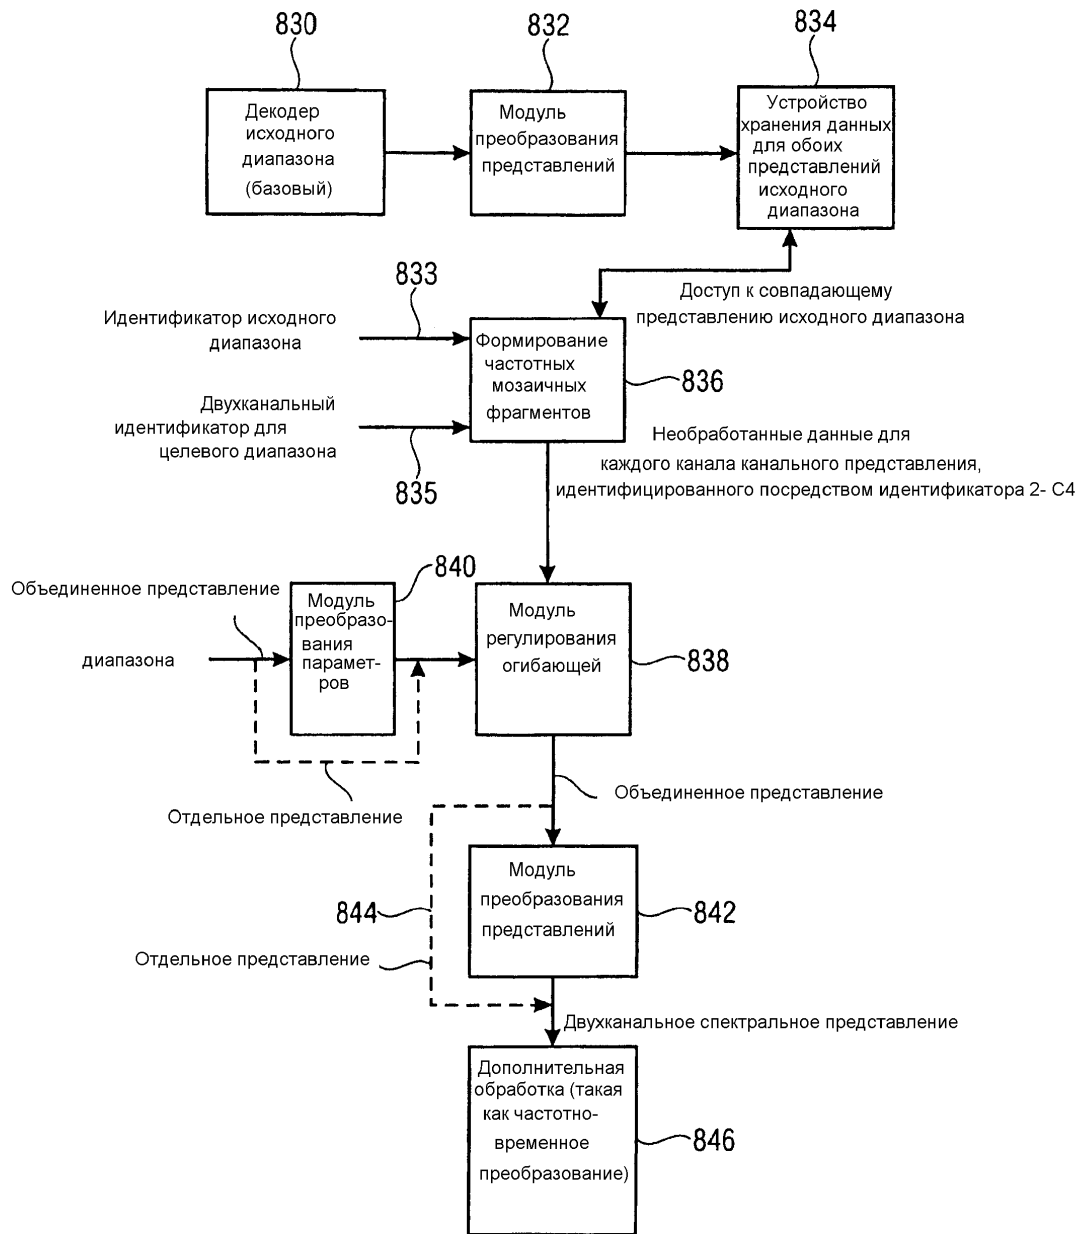 830
832
834
Декодер
исходного
диапазона
(базовый)
Модуль
преобразования
представлений
Устройство
хранения данных
для обоих
представлений
исходного
диапазона
833
Идентификатор исходного
диапазона
Доступ к совпадающему
представлению исходного диапазона
Формирование
частотных
мозаичных
фрагментов
836
Двухканальный
идентификатор для
целевого диапазона
835
Необработанные данные для
каждого канала канального представления,
идентифицированного посредством идентификатора 2- C4
840
Объединенное представление
диапазона
Модуль
преобразо-
вания
парамет-
ров
Модуль
регулирования
огибающей
838
Отдельное представление
Объединенное представление
844
Модуль
преобразования
представлений
842
Отдельное представление
Двухканальное спектральное представление
Дополнительная
обработка (такая
как частотно-
временное
преобразование)
846